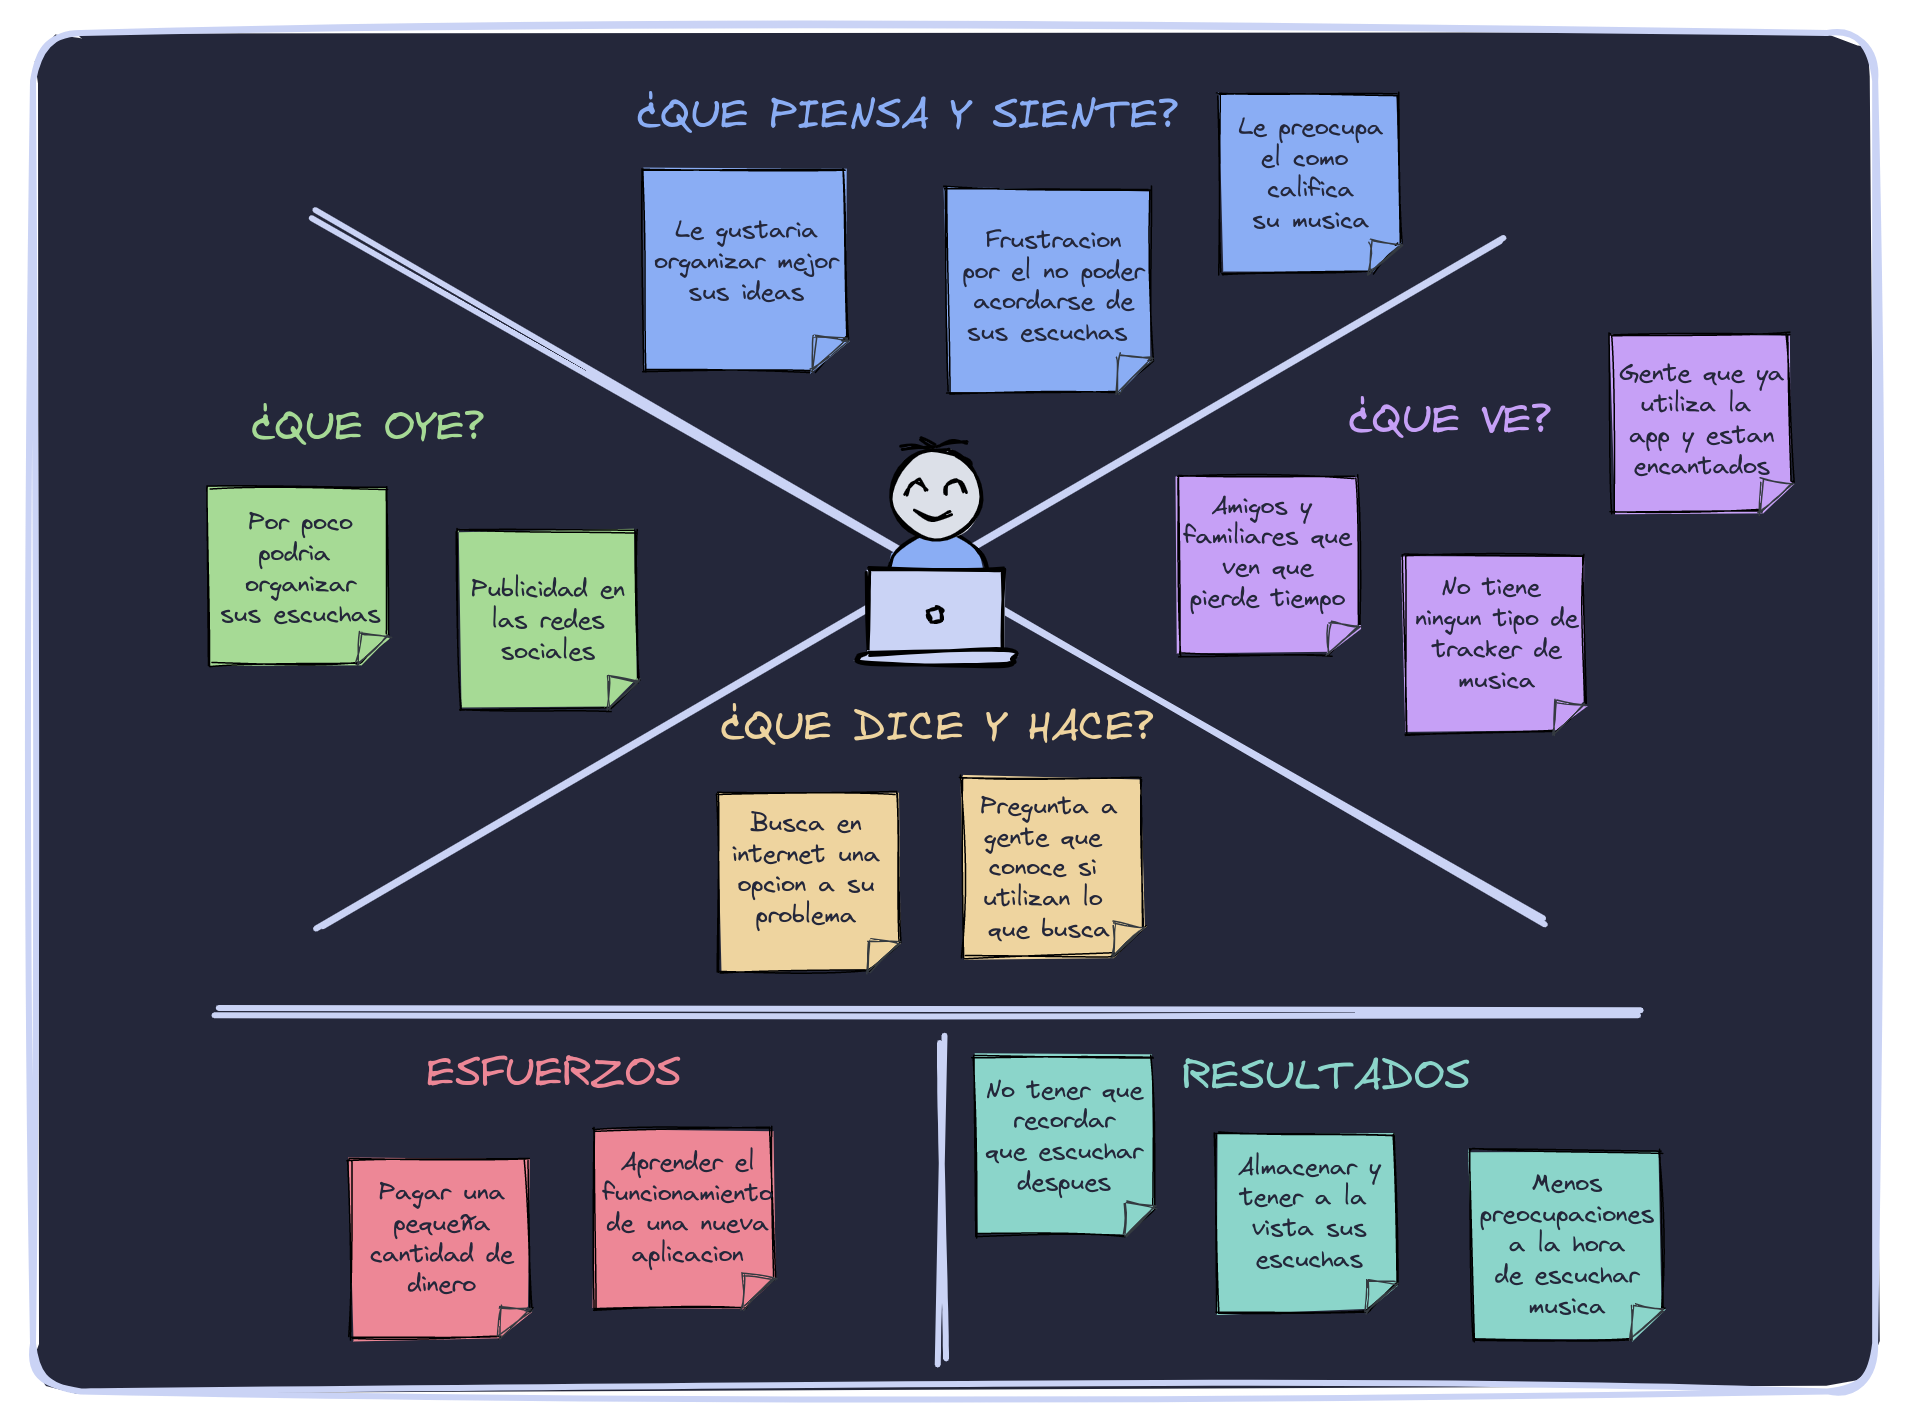 ¿QUE PIENSA Y SIENTE?
Le gustaria
organizar mejor
sus ideas
Frustracion
por el no poder
acordarse de
sus escuchas
Le preocupa
el como
califica
su musica
¿QUE OYE?
Por poco
podria
organizar
sus escuchas
Publicidad en
las redes
sociales
¿QUE VE?
Amigos y
familiares que
ven que
pierde tiempo
No tiene
ningun tipo de
tracker de
musica
Gente que ya
utiliza la
app y estan
encantados
¿QUE DICE Y HACE?
Busca en
internet una
opcion a su
problema
Pregunta a
gente que
conoce si
utilizan lo
que busca
ESFUERZOS
Pagar una
pequeña
cantidad de
dinero
Aprender el
funcionamiento
de una nueva
aplicacion
RESULTADOS
No tener que
recordar
que escuchar
despues
Almacenar y
tener a la
vista sus
escuchas
Menos
preocupaciones
a la hora
de escuchar
musica